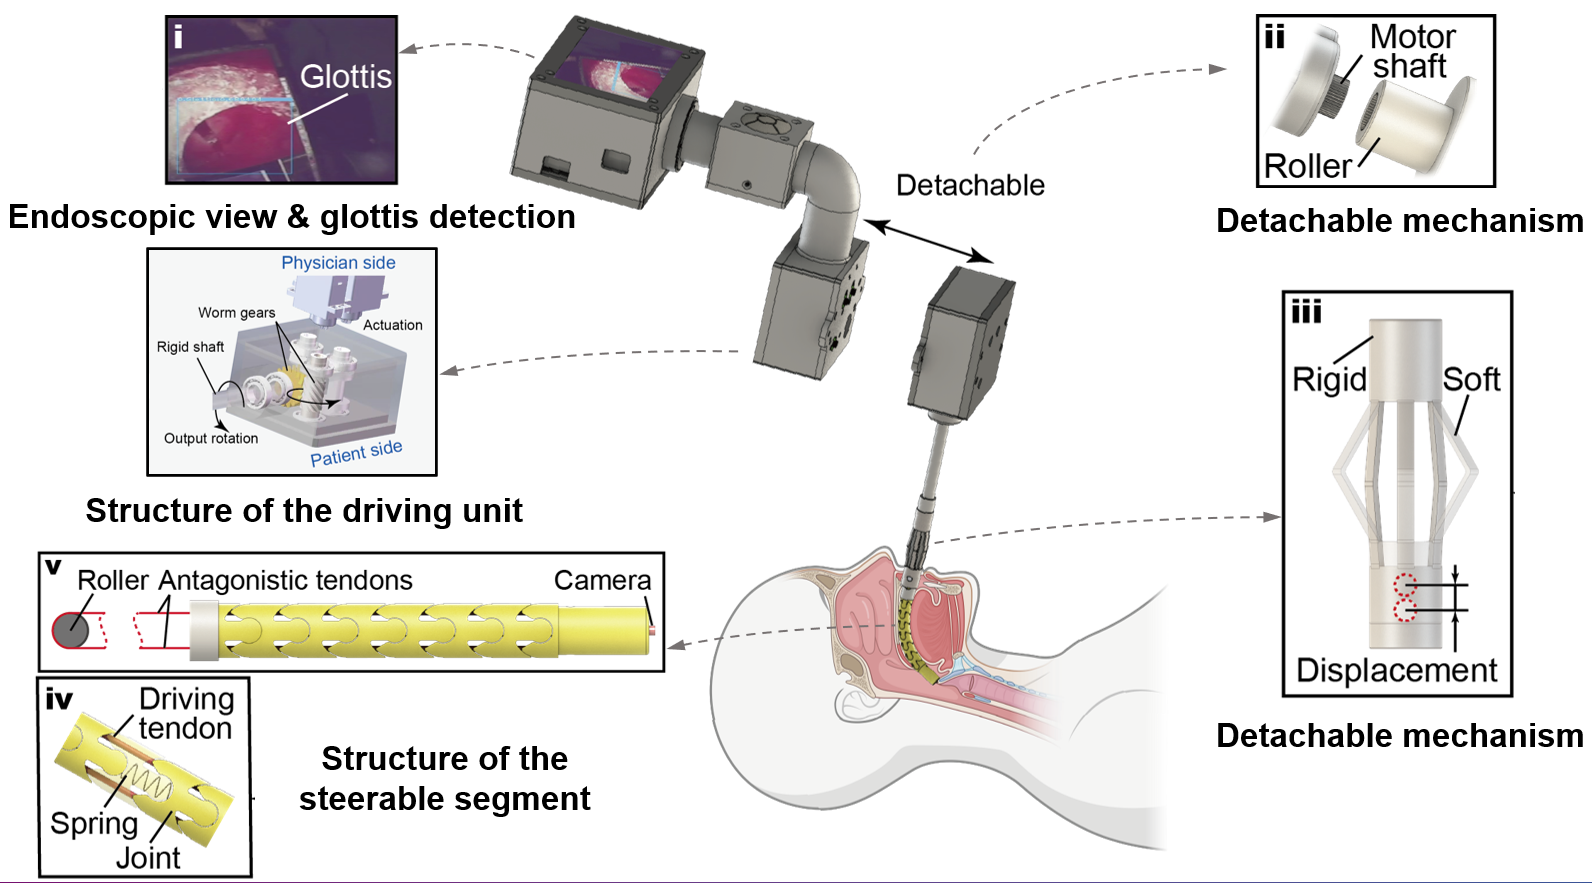 i
Glottis
Endoscopic view & glottis detection
Detachable
ii
Motor
shaft
Roller
Detachable mechanism
Physician side
Worm gears
Actuation
Rigid shaft
Output rotation
Patient side
Structure of the driving unit
iii
Rigid
Soft
Displacement
Detachable mechanism
v
Roller
Antagonistic tendons
Camera
iv
Driving
tendon
Spring
Joint
Structure of the
steerable segment